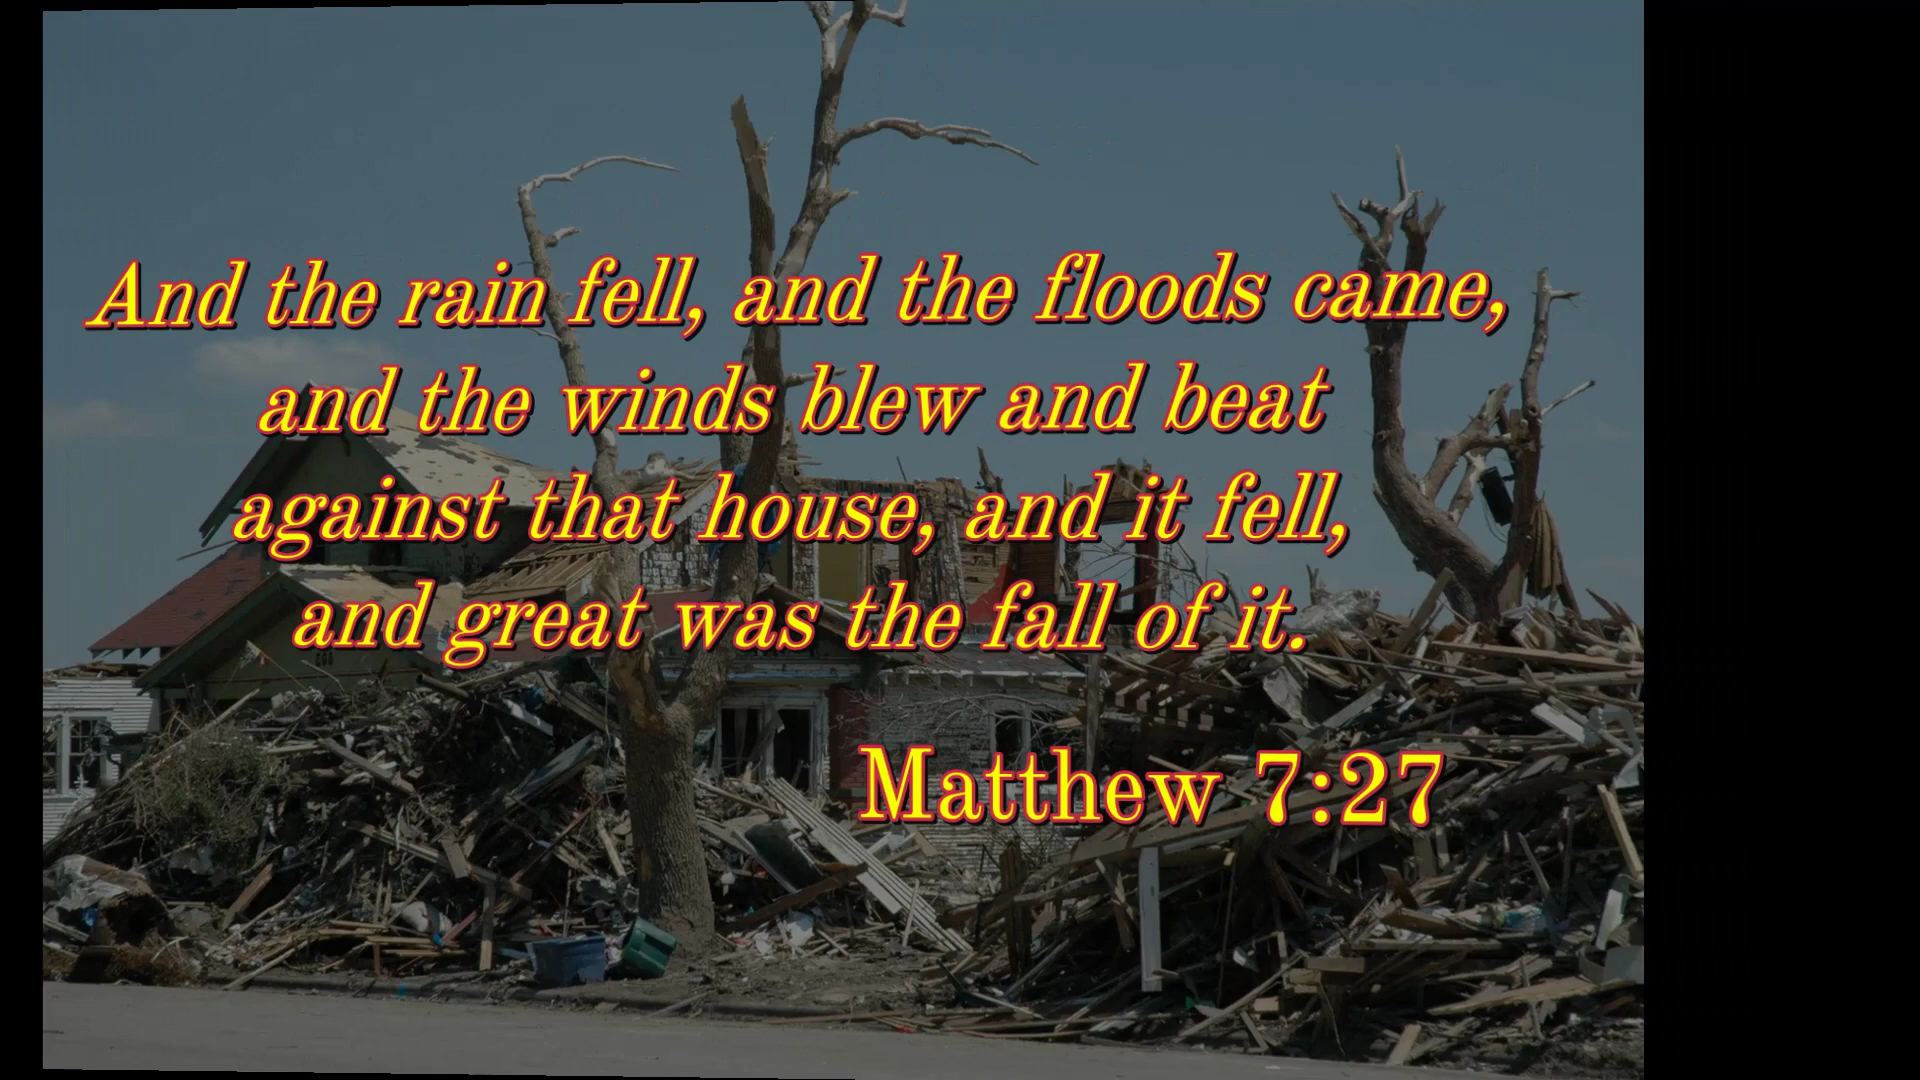 And the rain fell, and the floods came,
and the winds blew and beat
against that house, and it fell,
and great was the fall of it.
Matthew 7:27